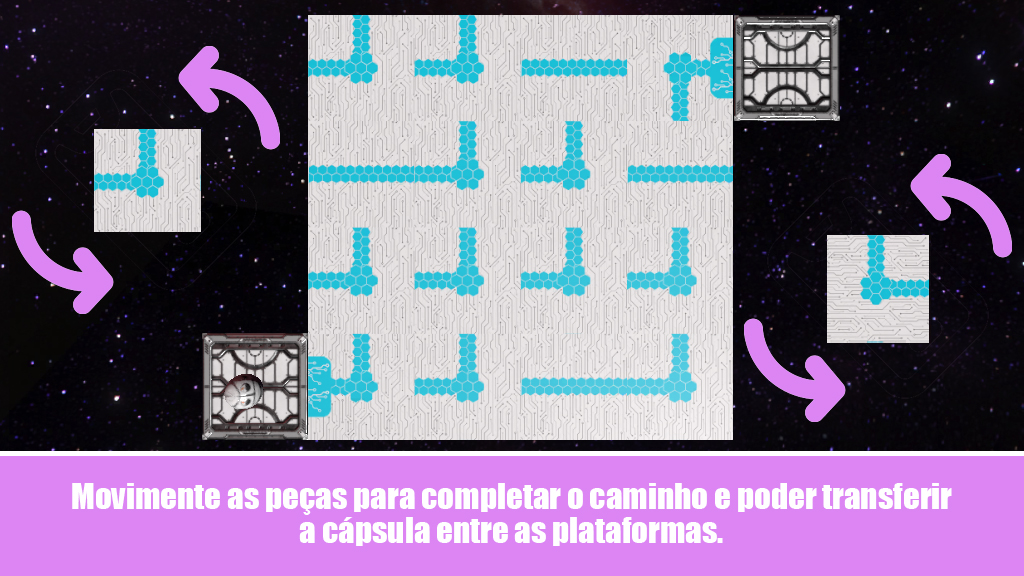 Movimente as peças para completar o caminho e poder transferir
a cápsula entre as plataformas.